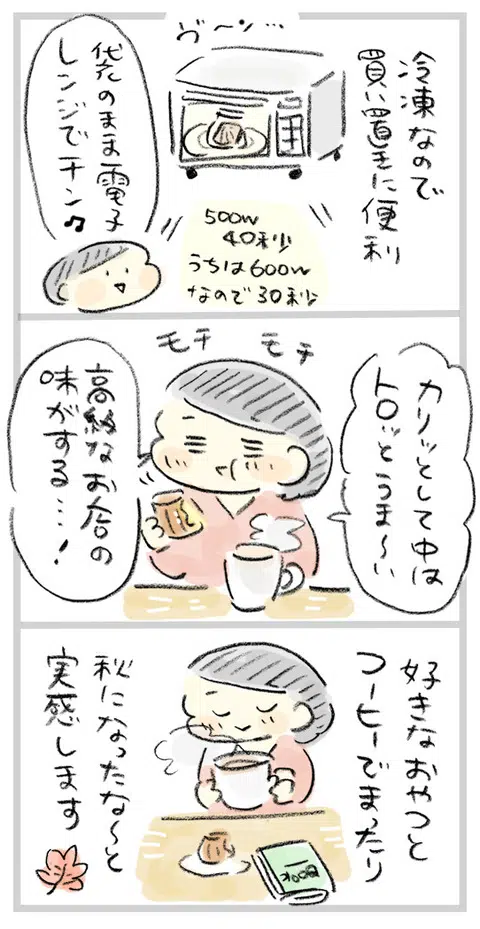 冷凍なので
買い置きに便利
ヴ〜ン…
袋のまま電子
レンジでチン♪
500w
40秒
うちは600w
なので30秒
カリッとして中は
トロッとうま〜い
モチ モチ
高級なお台の
味がする…！
好きなおやつと
コーヒーでまったり
秋になったな〜と
実感します
BOOK